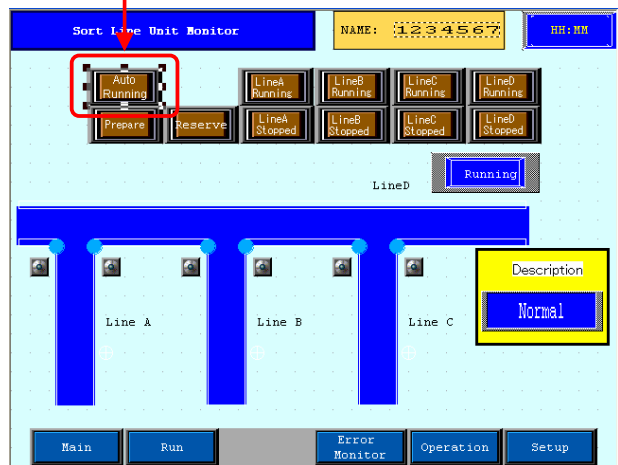 Sort Line Unit Monitor
NAME: 1234567
HH:MM
Auto
Running
LineA
Running
LineB
Running
LineC
Running
LineD
Running
Prepare
Reserve
LineA
Stopped
LineB
Stopped
LineC
Stopped
LineD
Stopped
LineD
Running
Description
Normal
Line A
Line B
Line C
Main
Run
Error
Monitor
Operation
Setup